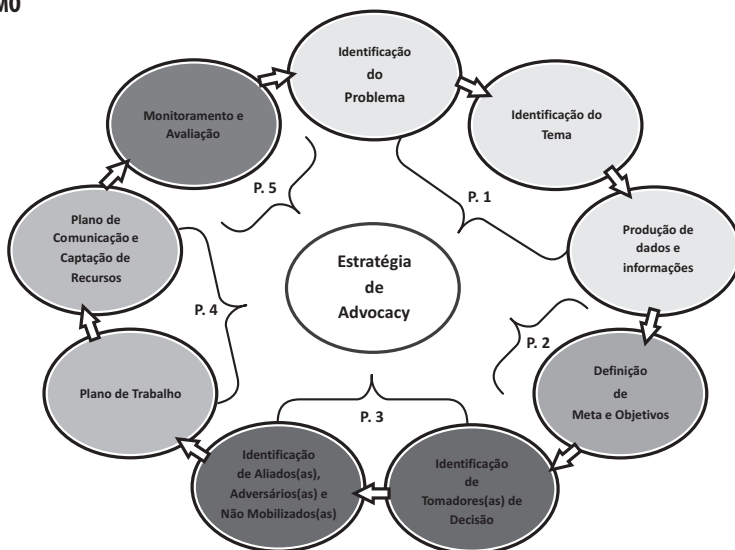 Identificação
do
Problema
Identificação do
Tema
Produção de
dados e
informações
Definição
de
Meta e Objetivos
Identificação
de
Tomadores(as) de
Decisão
Identificação
de Aliados(as),
Adversários(as) e
Não Mobilizados(as)
Plano de Trabalho
Plano de
Comunicação e
Captação de
Recursos
Monitoramento e
Avaliação
P. 1
P. 2
P. 3
P. 4
P. 5
Estratégia
de
Advocacy